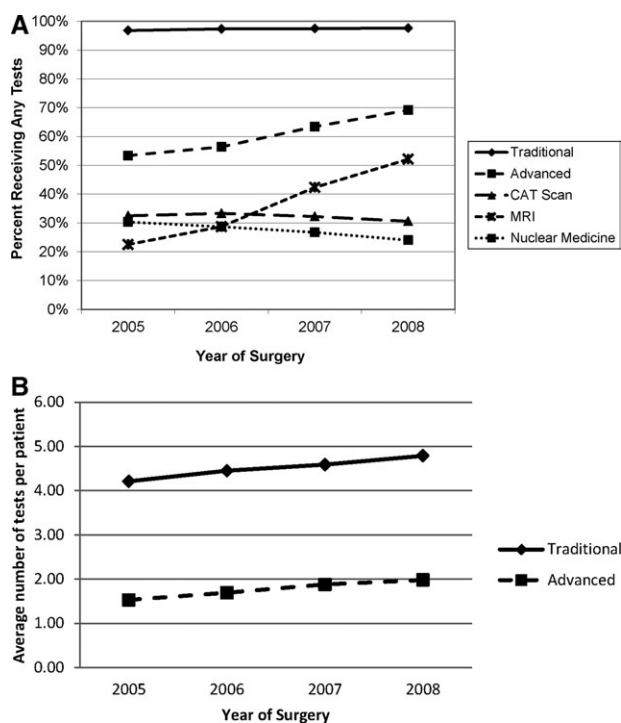 A
100%
90%
80%
70%
60%
50%
40%
30%
20%
10%
0%
Percent Receiving Any Tests
2005 2006 2007 2008
Year of Surgery
Traditional
Advanced
CAT Scan
MRI
Nuclear Medicine
B
6.00
5.00
4.00
3.00
2.00
1.00
0.00
Average number of tests per patient
2005 2006 2007 2008
Year of Surgery
Traditional
Advanced